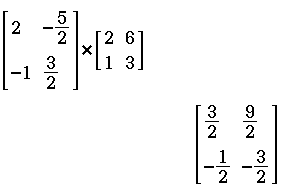 [2 -5/2; -1 3/2] × [2 6; 1 3]
[3/2 9/2; -1/2 -3/2]